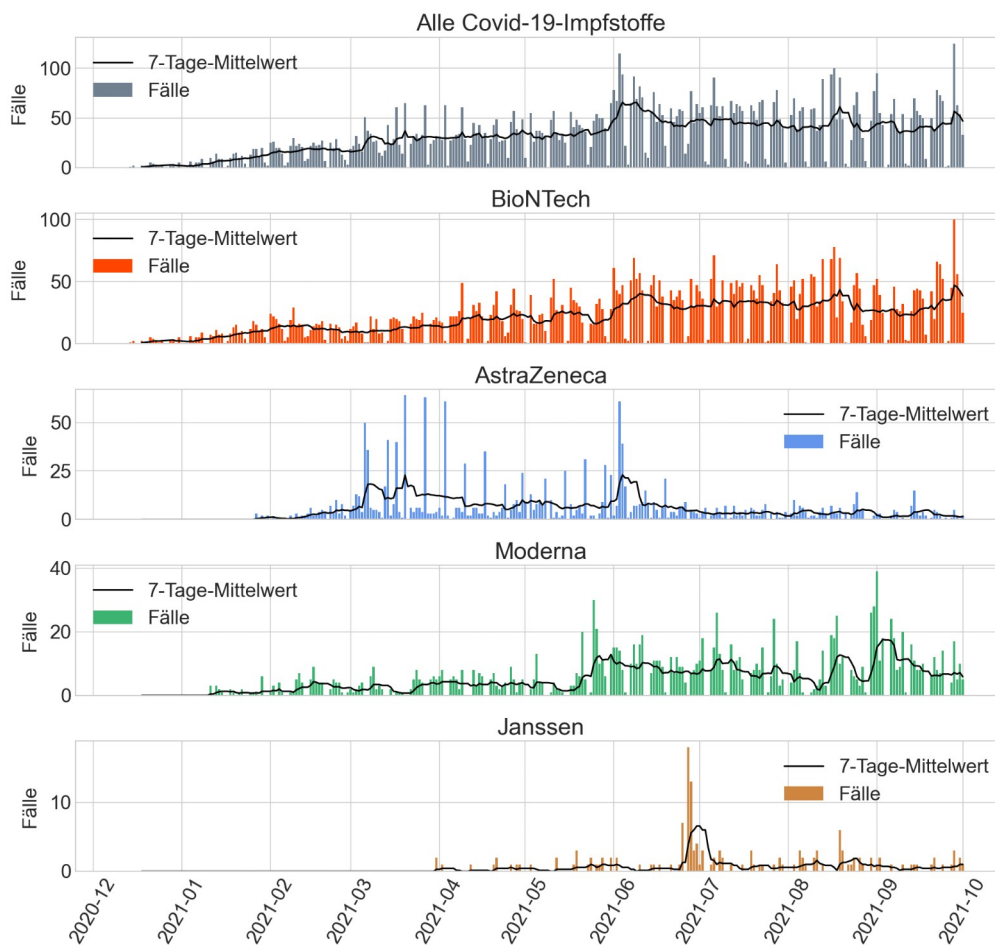 Alle Covid-19-Impfstoffe
100
50
0
Fälle
7-Tage-Mittelwert
Fälle
BioNTech
100
50
0
Fälle
7-Tage-Mittelwert
Fälle
AstraZeneca
50
25
0
Fälle
7-Tage-Mittelwert
Fälle
Moderna
40
20
0
Fälle
7-Tage-Mittelwert
Fälle
Janssen
10
0
Fälle
7-Tage-Mittelwert
Fälle
2020-12
2021-01
2021-02
2021-03
2021-04
2021-05
2021-06
2021-07
2021-08
2021-09
2021-10